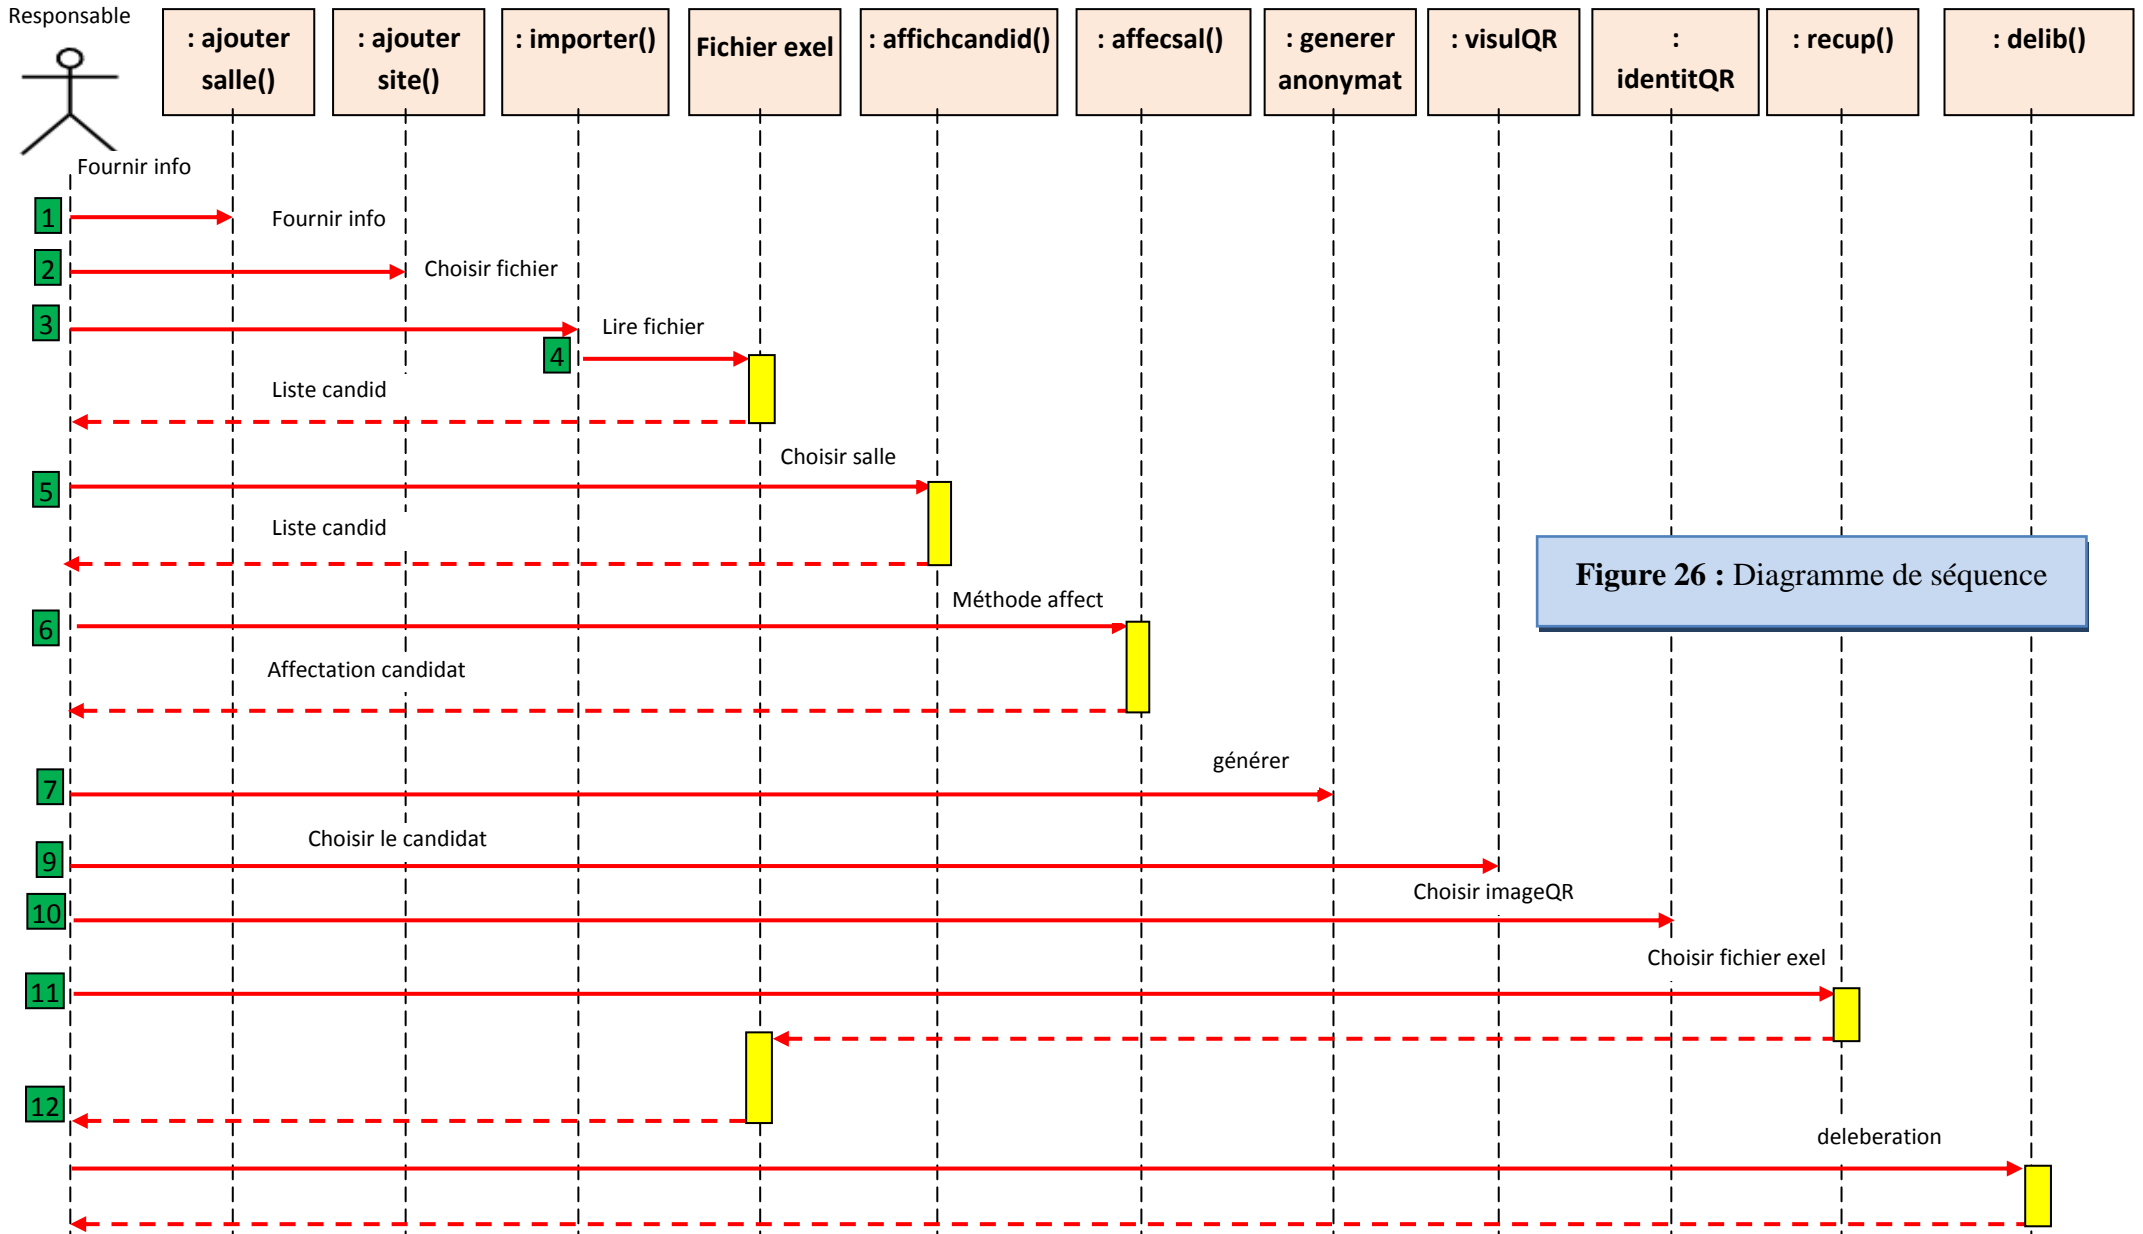 Responsable
: ajouter
salle()
: ajouter
site()
: importer()
Fichier exel
: affichcandid()
: affecsal()
: generer
anonymat
: visulQR
:
identitQR
: recup()
: delib()
Fournir info
1
Fournir info
2
Choisir fichier
3
Lire fichier
4
Liste candid
Choisir salle
5
Liste candid
Figure 26 : Diagramme de séquence
Méthode affect
6
Affectation candidat
générer
7
Choisir le candidat
9
Choisir imageQR
10
Choisir fichier exel
11
12
deleberation